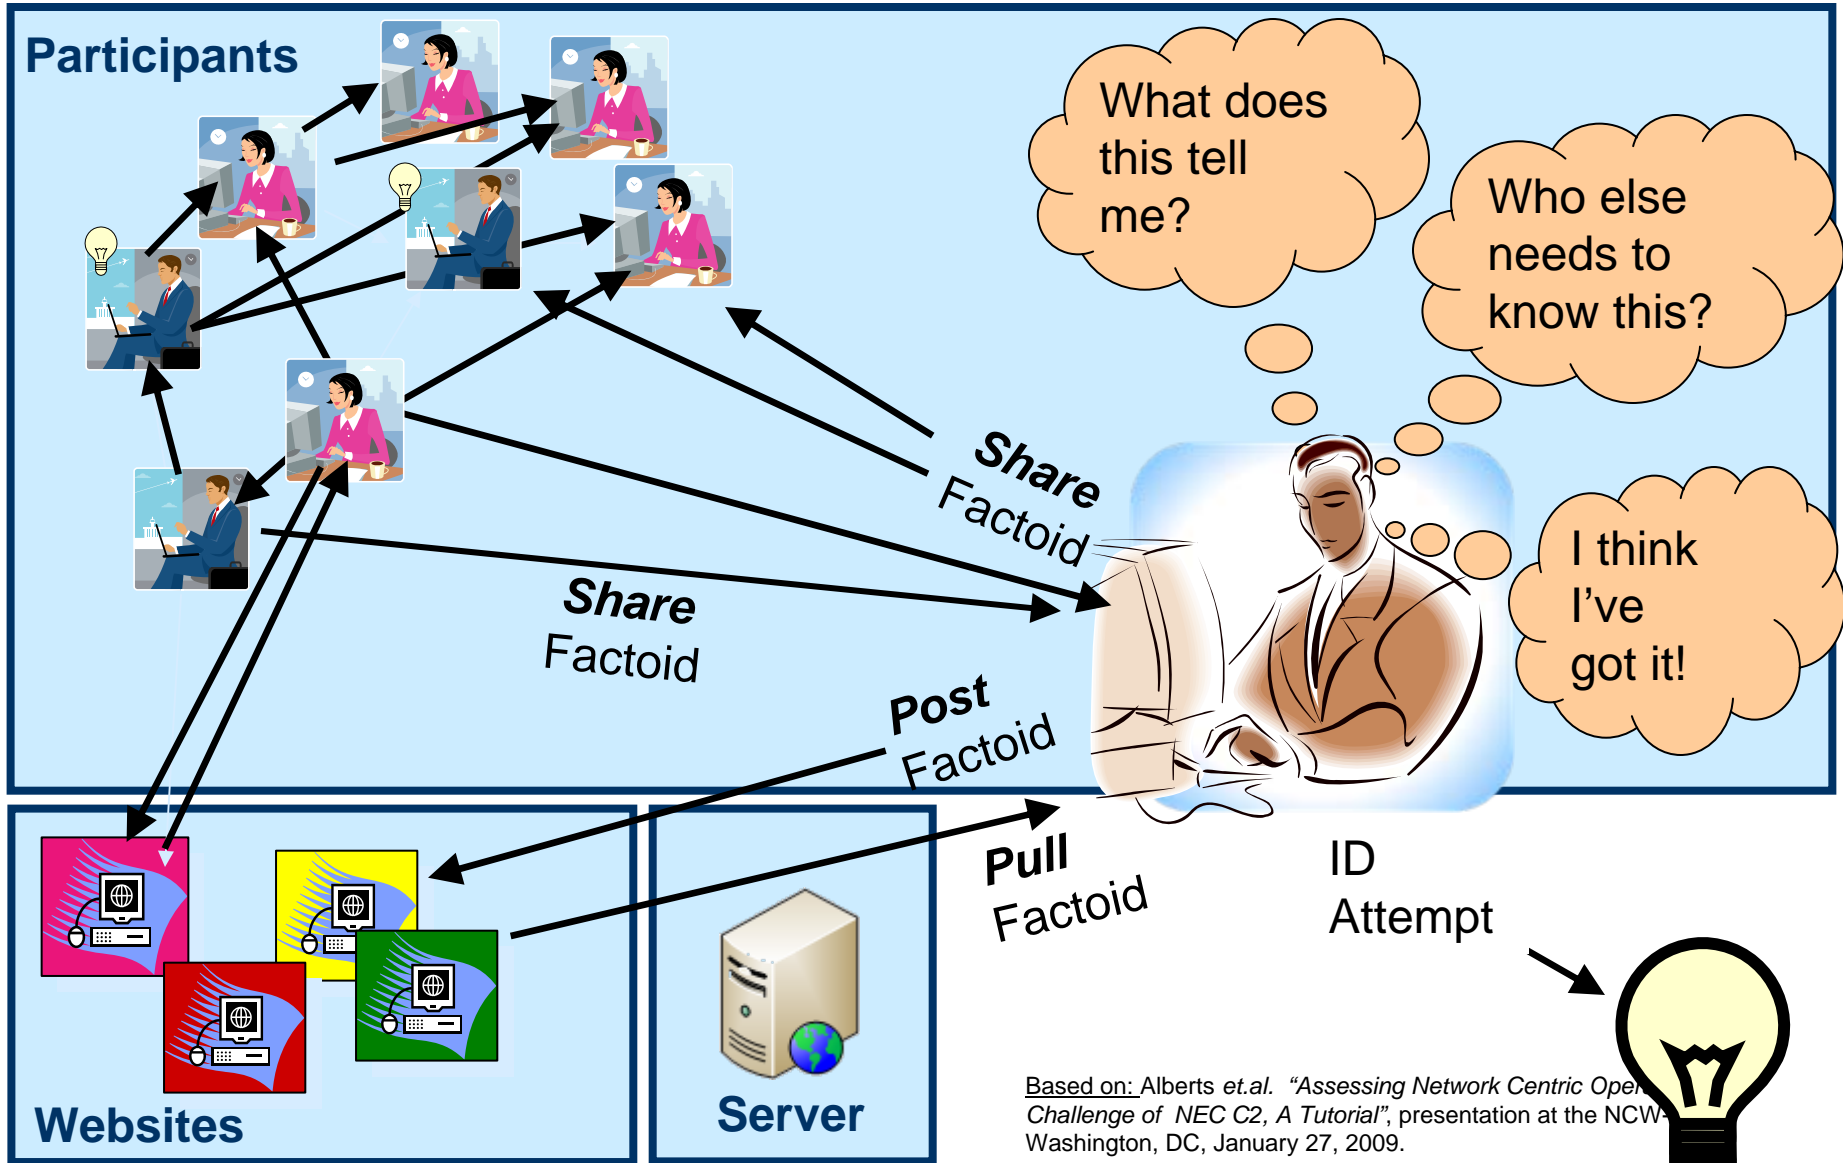 Participants
What does
this tell
me?
Who else
needs to
know this?
I think
I've
got it!
Share
Factoid
Share
Factoid
Post
Factoid
Pull
Factoid
ID
Attempt
Websites
Server
Based on: Alberts et.al. “Assessing Network Centric
Challenge of NEC C2, A Tutorial”, presentation at the NCW-
Washington, DC, January 27, 2009.